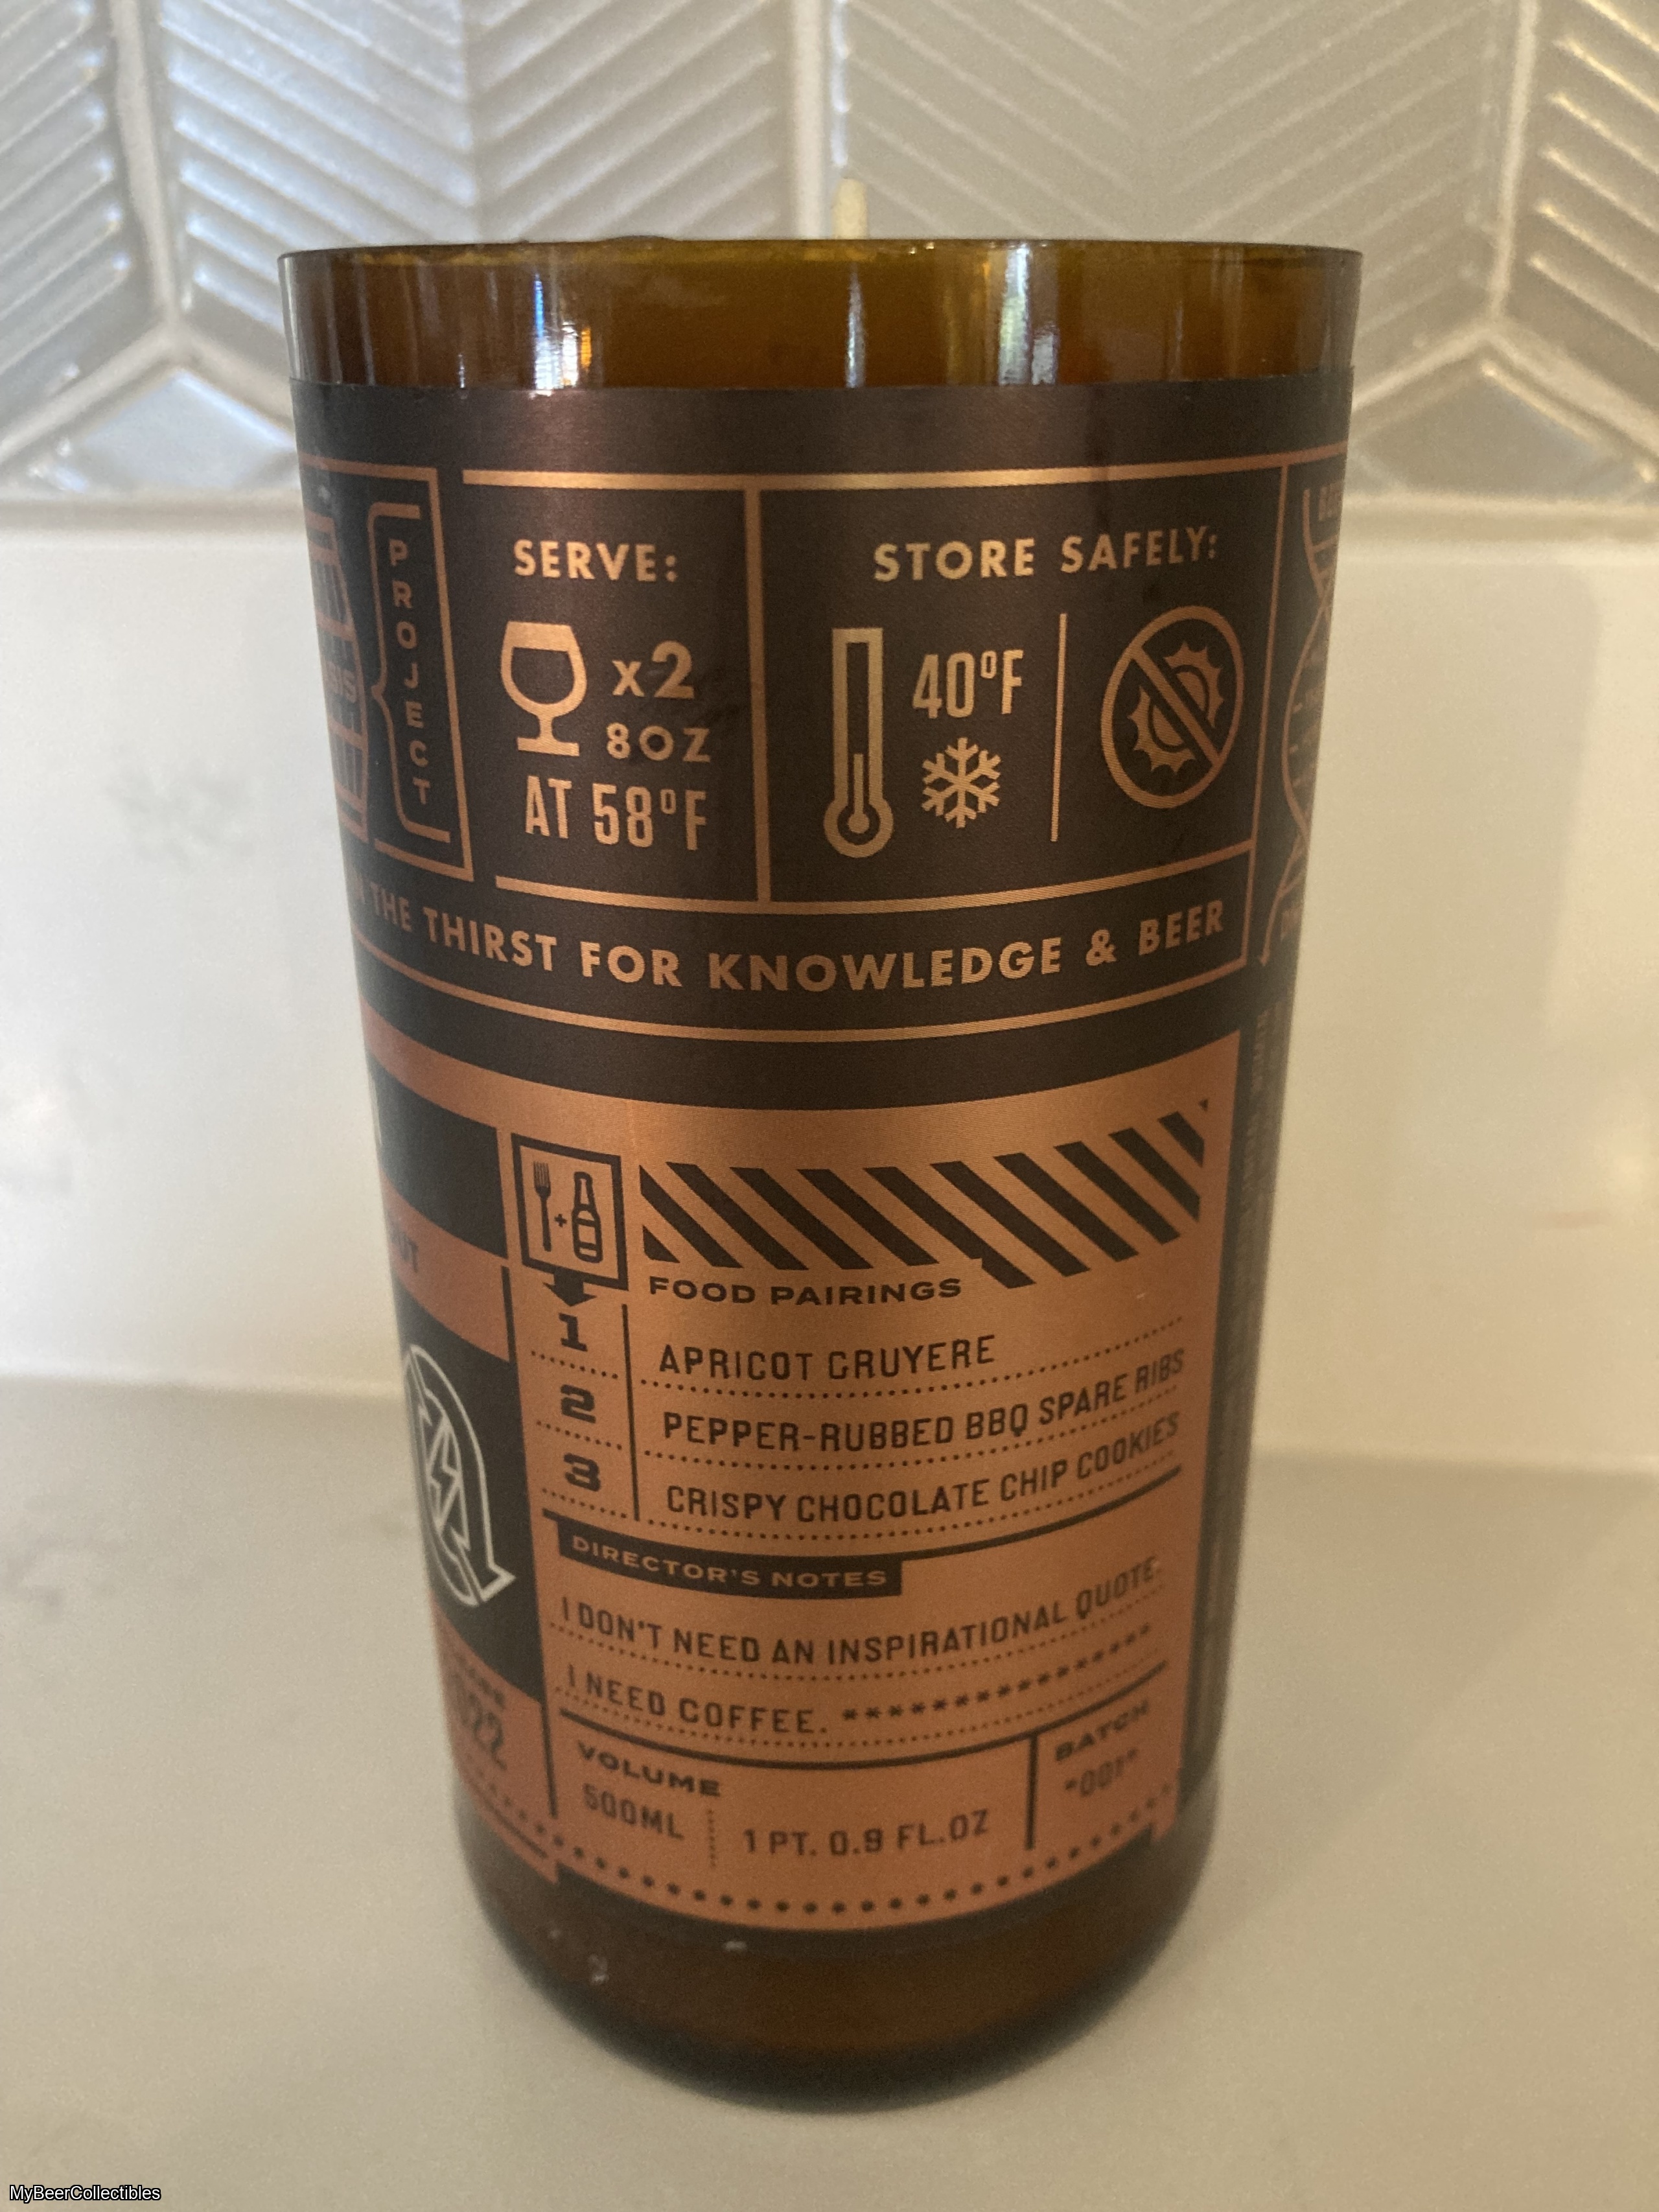 PROJECT
SERVE:
x2
8OZ
AT 58°F
STORE SAFELY:
40°F
THE THIRST FOR KNOWLEDGE & BEER
FOOD PAIRINGS
1 APRICOT GRUYERE
2 PEPPER-RUBBED BBQ SPARE RIBS
3 CRISPY CHOCOLATE CHIP COOKIES
DIRECTOR'S NOTES
I DON'T NEED AN INSPIRATIONAL QUOTE.
I NEED COFFEE. ******************
VOLUME
500ML
1 PT. 0.9 FL.OZ
BATCH
"001"
MyBeerCollectibles